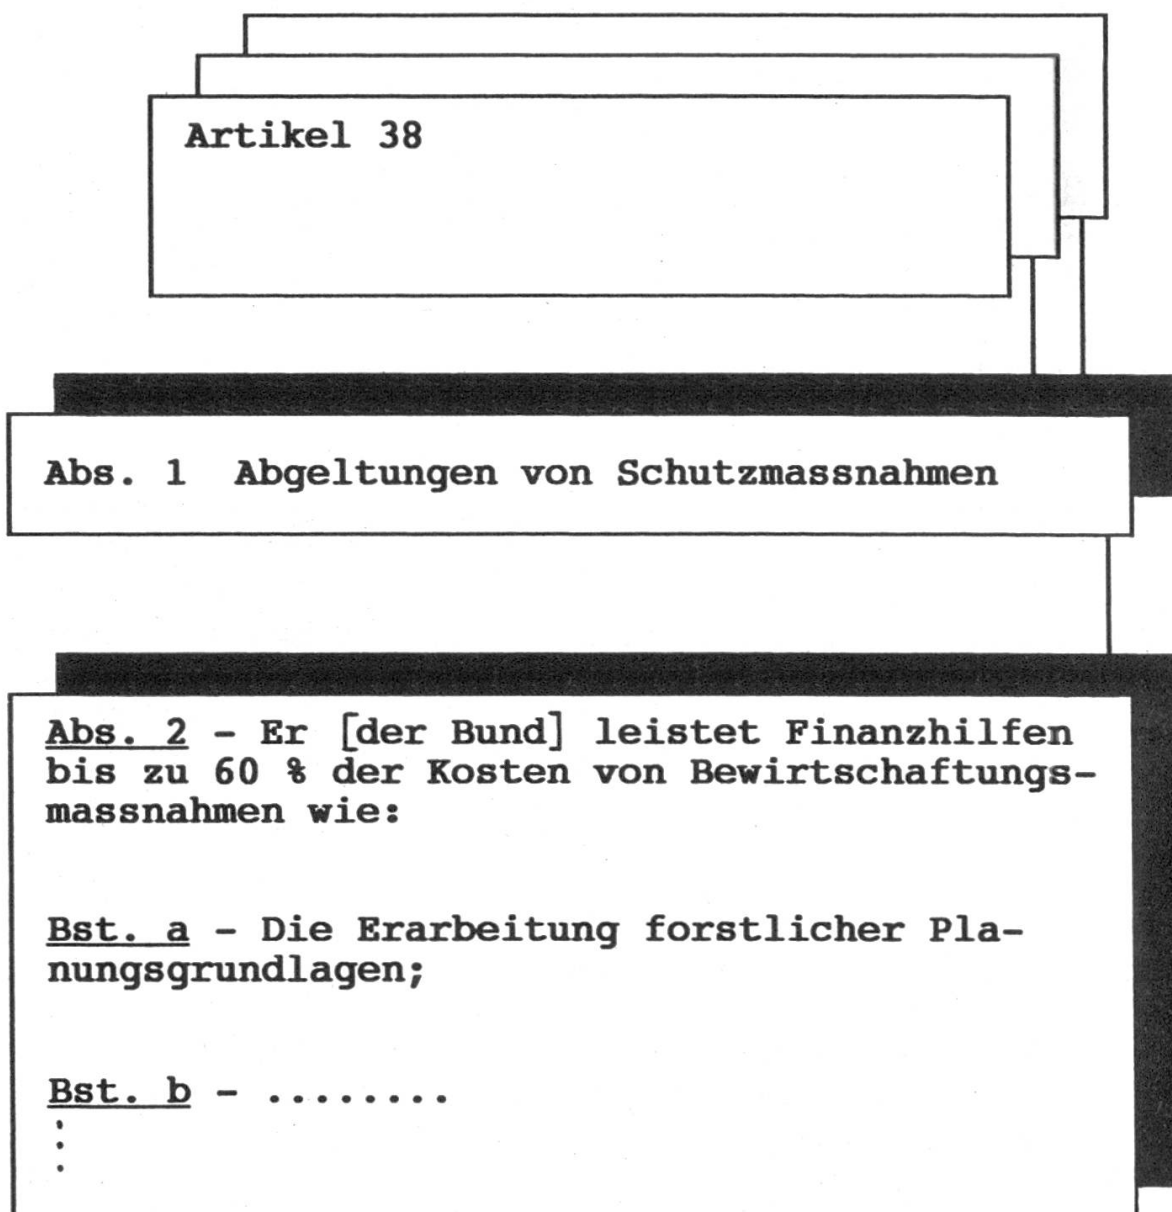 Artikel 38
Abs. 1 Abgeltungen von Schutzmassnahmen
Abs. 2 - Er [der Bund] leistet Finanzhilfen
bis zu 60 % der Kosten von Bewirtschaftungs-
massnahmen wie:
Bst. a - Die Erarbeitung forstlicher Pla-
nungsgrundlagen;
Bst. b - ........
: